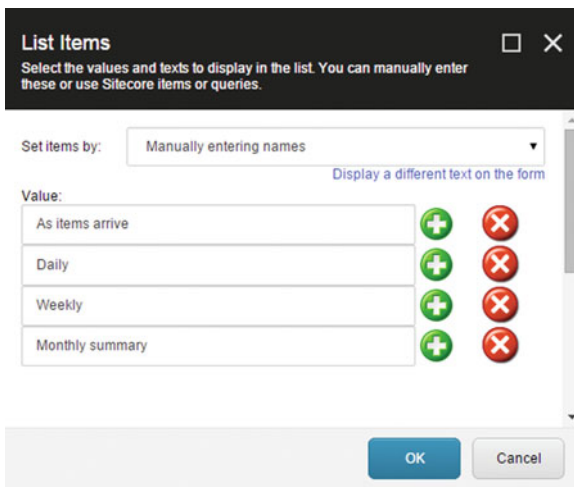 List Items
Select the values and texts to display in the list. You can manually enter
these or use Sitecore items or queries.
Set items by:
Manually entering names
Display a different text on the form
Value:
As items arrive
Daily
Weekly
Monthly summary
OK
Cancel